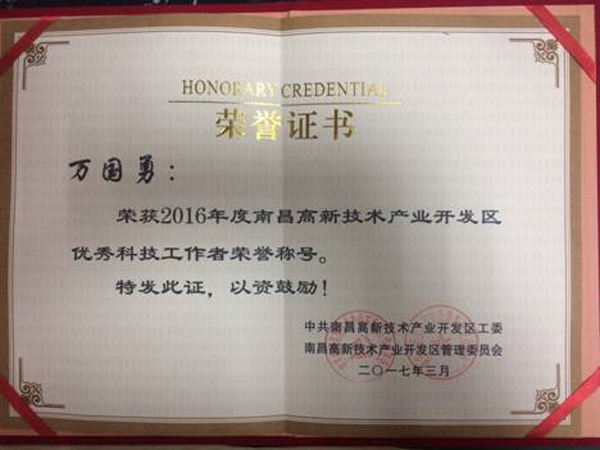 HONORARY CREDENTIAL
荣誉证书
万国勇：
荣获2016年度南昌高新技术产业开发区
优秀科技工作者荣誉称号。
特发此证，以资鼓励！
中共南昌高新技术产业开发区工委
南昌高新技术产业开发区管理委员会
二〇一七年三月